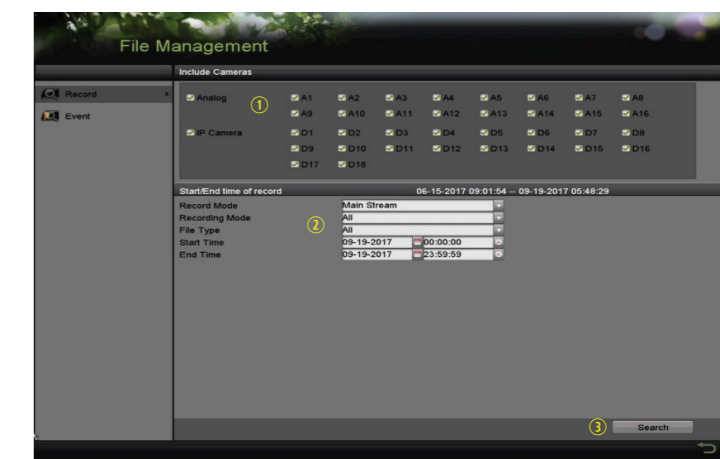 File Management
Include Cameras
Record
Event
Analog ① A1 A2 A3 A4 A5 A6 A7 A8
A9 A10 A11 A12 A13 A14 A15 A16
IP Camera D1 D2 D3 D4 D5 D6 D7 D8
D9 D10 D11 D12 D13 D14 D15 D16
D17 D18
Start/End time of record 06-15-2017 09:01:54 -- 09-19-2017 05:48:29
Record Mode Main Stream
Recording Mode ② All
File Type All
Start Time 09-19-2017 00:00:00
End Time 09-19-2017 23:59:59
③ Search